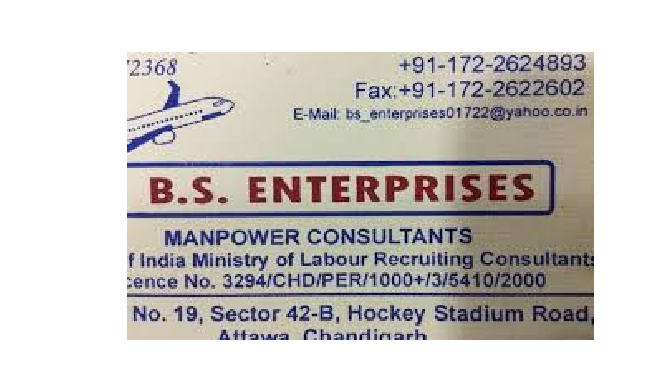 72368
+91-172-2624893
Fax:+91-172-2622602
E-Mail: bs_enterprises01722@yahoo.co.in
B.S. ENTERPRISES
MANPOWER CONSULTANTS
f India Ministry of Labour Recruiting Consultants
cence No. 3294/CHD/PER/1000+/3/5410/2000
No. 19, Sector 42-B, Hockey Stadium Road,
Attawa, Chandigarh